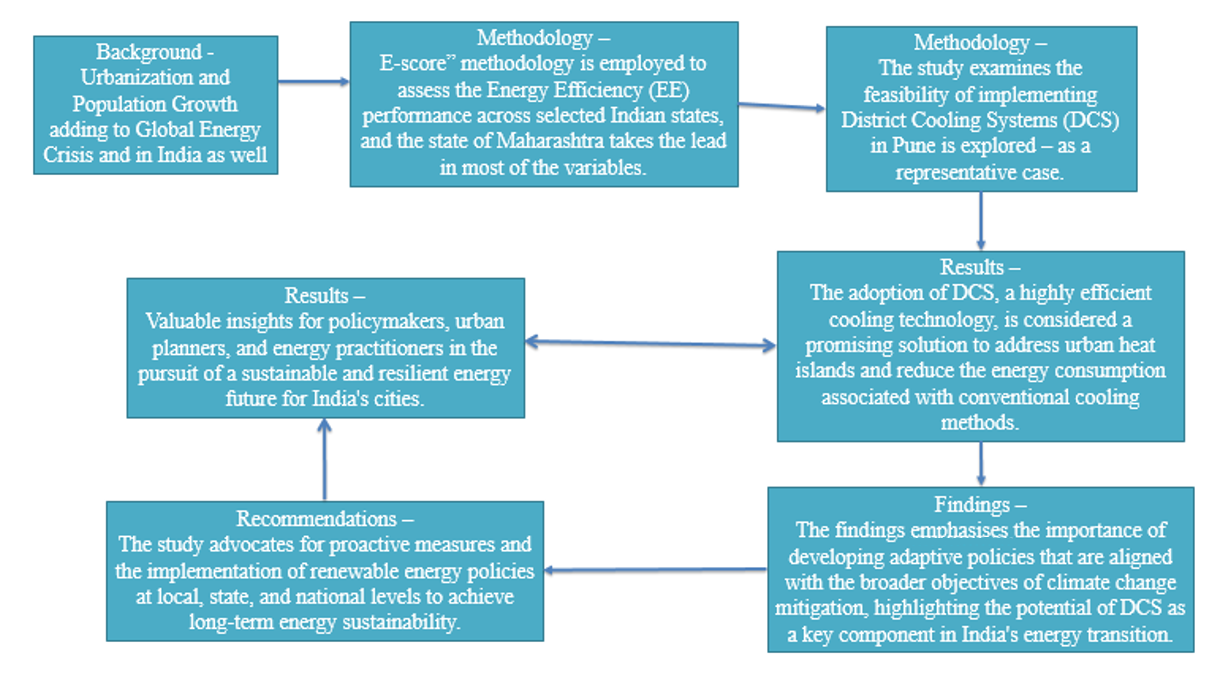 Background -
Urbanization and
Population Growth
adding to Global Energy
Crisis and in India as well
Methodology –
E-score” methodology is employed to
assess the Energy Efficiency (EE)
performance across selected Indian states,
and the state of Maharashtra takes the lead
in most of the variables.
Methodology –
The study examines the
feasibility of implementing
District Cooling Systems (DCS)
in Pune is explored – as a
representative case.
Results –
The adoption of DCS, a highly efficient
cooling technology, is considered a
promising solution to address urban heat
islands and reduce the energy consumption
associated with conventional cooling
methods.
Findings –
The findings emphasises the importance of
developing adaptive policies that are aligned
with the broader objectives of climate change
mitigation, highlighting the potential of DCS as
a key component in India's energy transition.
Recommendations –
The study advocates for proactive measures and
the implementation of renewable energy policies
at local, state, and national levels to achieve
long-term energy sustainability.
Results –
Valuable insights for policymakers, urban
planners, and energy practitioners in the
pursuit of a sustainable and resilient energy
future for India's cities.